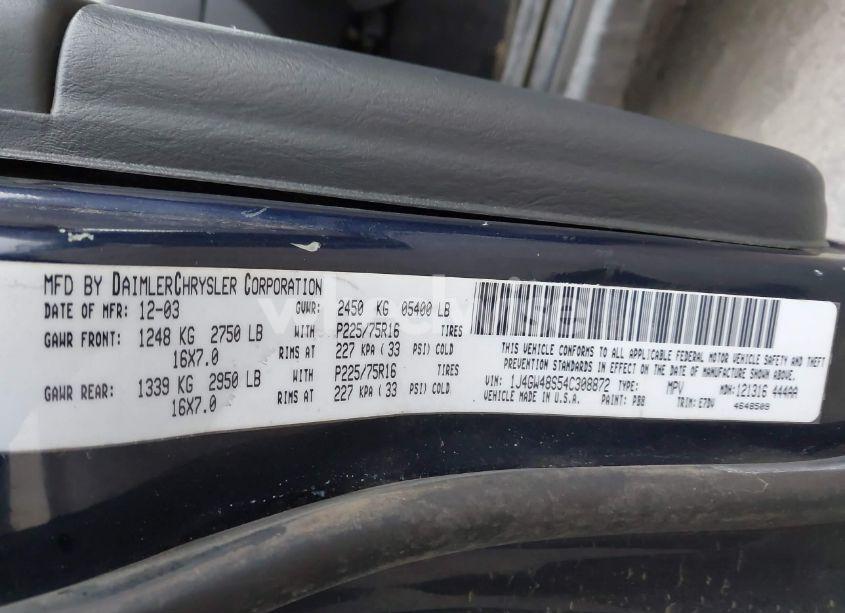 MFD BY DAIMLERCHRYSLER CORPORATION
DATE OF MFR: 12-03 GVWR: 2450 KG 05400 LB
GAWR FRONT: 1248 KG 2750 LB WITH P225/75R16 TIRES
16X7.0 RIMS AT 227 KPA ( 33 PSI) COLD
GAWR REAR: 1339 KG 2950 LB WITH P225/75R16 TIRES
16X7.0 RIMS AT 227 KPA ( 33 PSI) COLD
THIS VEHICLE CONFORMS TO ALL APPLICABLE FEDERAL MOTOR VEHICLE SAFETY AND THEFT
PREVENTION STANDARDS IN EFFECT ON THE DATE OF MANUFACTURE SHOWN ABOVE.
VIN: 1J4GW48S54C308872 TYPE: MPV MDH: 121316 444AA
VEHICLE MADE IN U.S.A. PAINT: PBB TRIM: E7DV 4648509